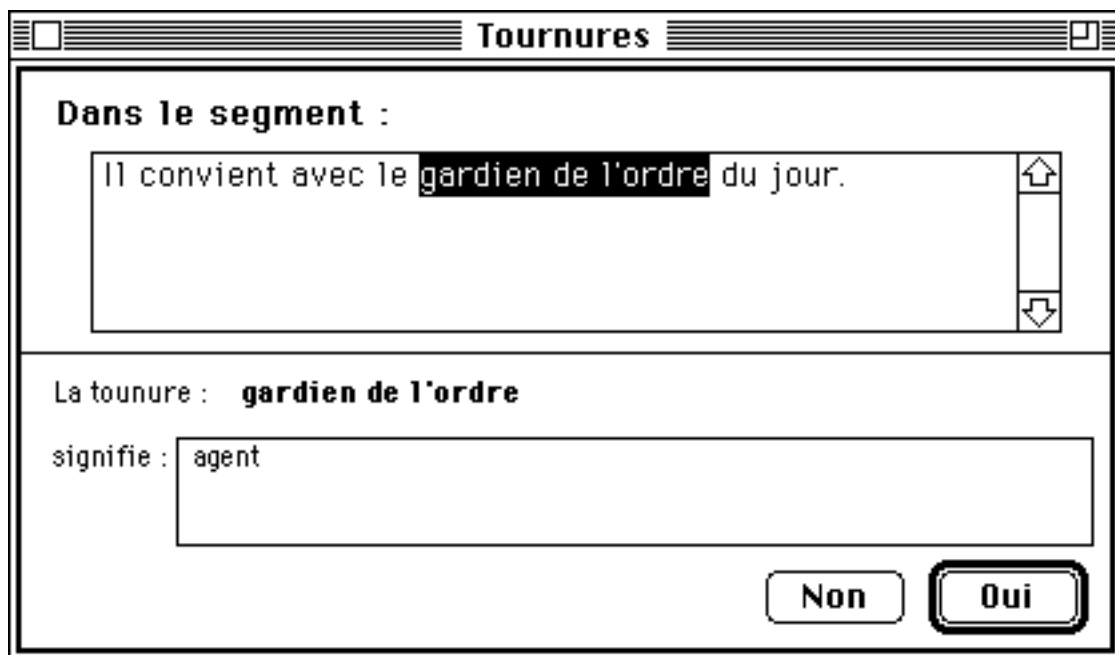 Tournures
Dans le segment :
Il convient avec le gardien de l'ordre du jour.
La tounure : gardien de l'ordre
signifie : agent
Non Oui